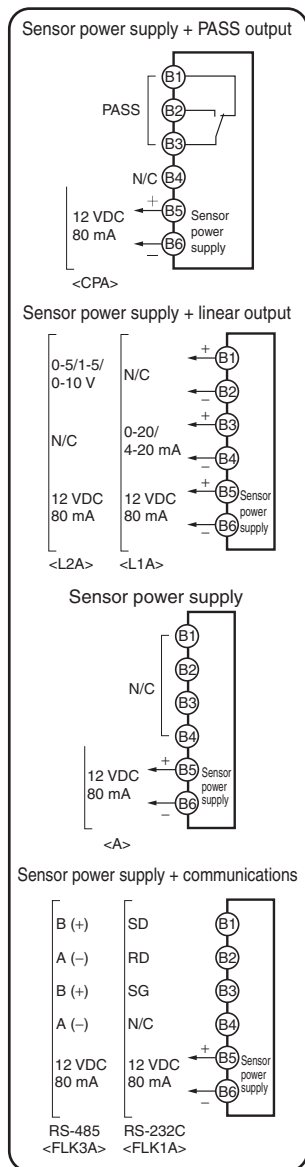 Sensor power supply + PASS output
B1
PASS
B2
B3
N/C B4
12 VDC
80 mA
+
B5
–
B6
Sensor
power
supply
<CPA>
Sensor power supply + linear output
0-5/1-5/
0-10 V
N/C
+
B1
–
B2
N/C
0-20/
4-20 mA
+
B3
–
B4
12 VDC
80 mA
12 VDC
80 mA
+
B5
–
B6
Sensor
power
supply
<L2A> <L1A>
Sensor power supply
B1
B2
N/C
B3
B4
12 VDC
80 mA
+
B5
–
B6
Sensor
power
supply
<A>
Sensor power supply + communications
B (+) SD B1
A (–) RD B2
B (+) SG B3
A (–) N/C B4
12 VDC
80 mA
12 VDC
80 mA
+
B5
–
B6
Sensor
power
supply
RS-485 RS-232C
<FLK3A> <FLK1A>